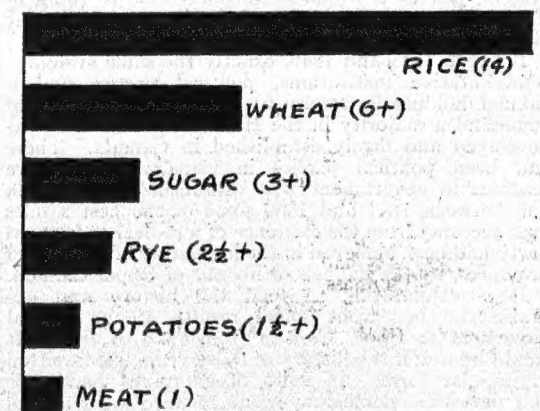 RICE (14)
WHEAT (6+)
SUGAR (3+)
RYE (2½+)
POTATOES (1½+)
MEAT (1)